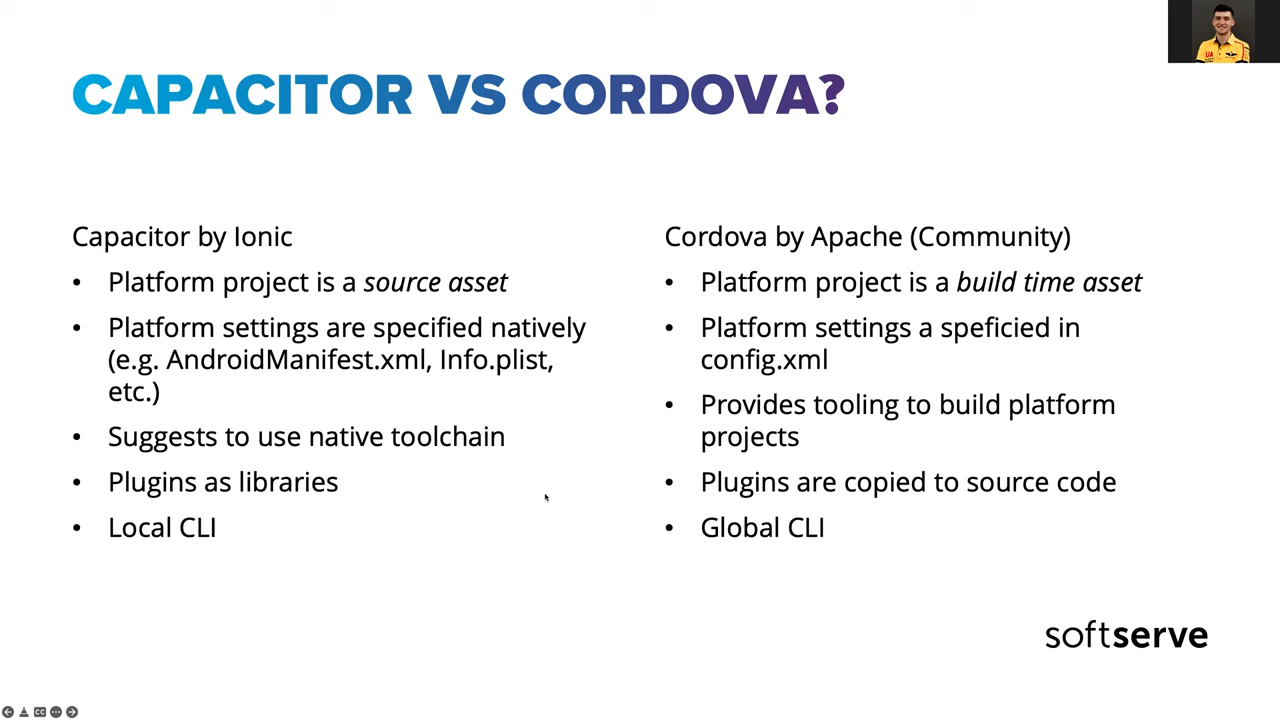 CAPACITOR VS CORDOVA?
Capacitor by Ionic
• Platform project is a source asset
• Platform settings are specified natively
(e.g. AndroidManifest.xml, Info.plist,
etc.)
• Suggests to use native toolchain
• Plugins as libraries
• Local CLI
Cordova by Apache (Community)
• Platform project is a build time asset
• Platform settings a speficied in
config.xml
• Provides tooling to build platform
projects
• Plugins are copied to source code
• Global CLI
softserve
UA
CC